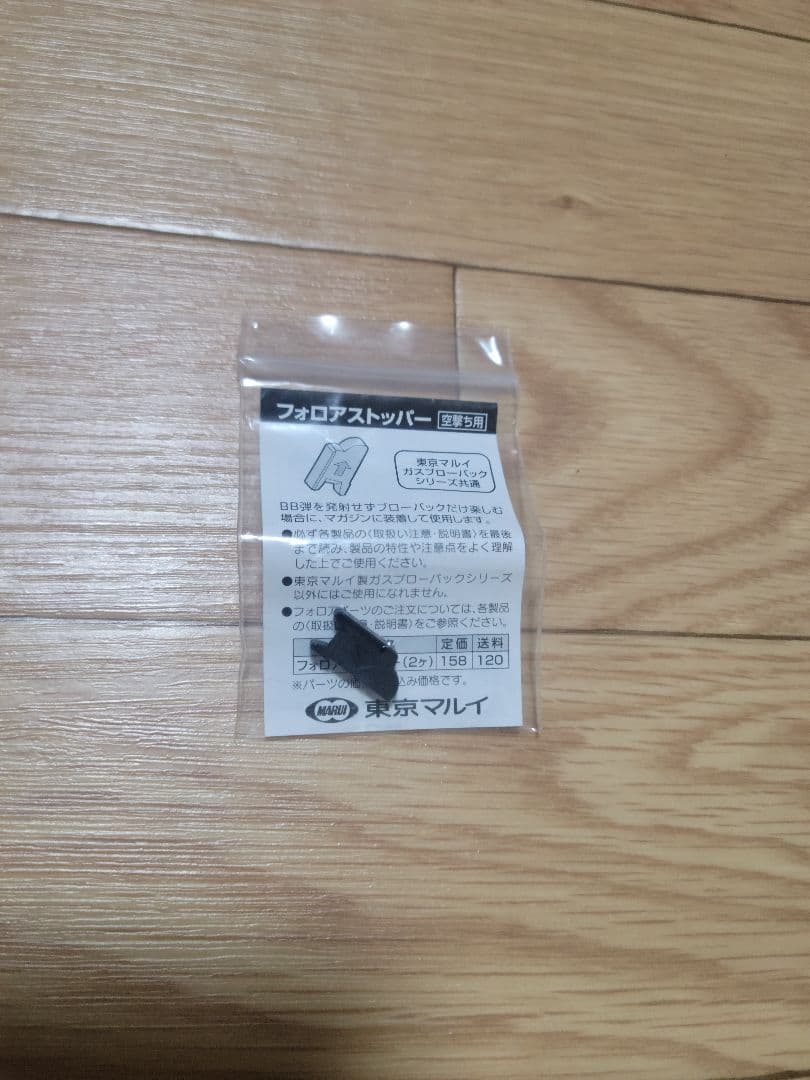 フォロアストッパー 空撃ち用
東京マルイ
ガスブローバック
シリーズ共通
BB弾を発射せずブローバックだけ楽しむ
場合に、マガジンに装着して使用します。
●必ず各製品の〈取扱い注意・説明書〉を最後
まで読み、製品の特性や注意点をよく理解
した上でご使用ください。
●東京マルイ製ガスブローバックシリーズ
以外にはご使用になれません。
●フォロアパーツのご注文については、各製品
の〈取扱 意・説明書〉をご参照ください。
定価 送料
フォロア (2ヶ) 158 120
※パーツの価 込み価格です。
MARUI 東京マルイ